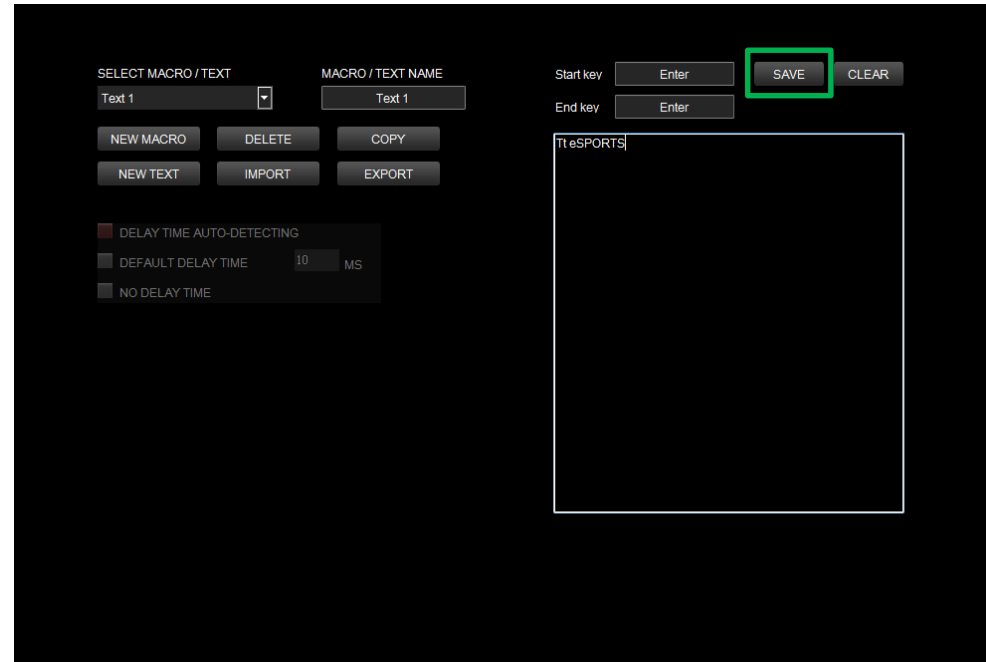 SELECT MACRO / TEXT
MACRO / TEXT NAME
Text 1
Text 1
NEW MACRO
DELETE
COPY
NEW TEXT
IMPORT
EXPORT
DELAY TIME AUTO-DETECTING
DEFAULT DELAY TIME
10
MS
NO DELAY TIME
Start key
Enter
SAVE
CLEAR
End key
Enter
Tt eSPORTS